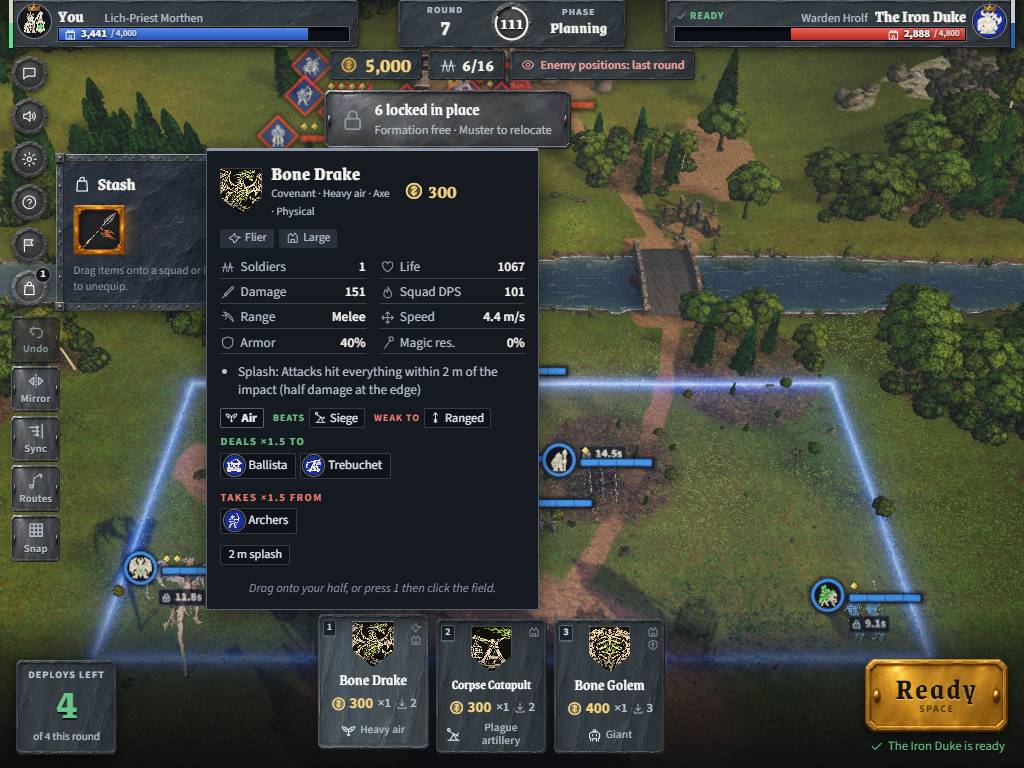 You Lich-Priest Morthen
3,441 / 4,000
ROUND
7
111
PHASE
Planning
READY
Warden Hrolf The Iron Duke
2,888 / 4,800
5,000
6/16
Enemy positions: last round
6 locked in place
Formation free · Muster to relocate
Stash
Drag items onto a squad or i
to unequip.
1
Undo
Mirror
Sync
Routes
Snap
Bone Drake
Covenant · Heavy air · Axe
· Physical
300
Flier
Large
Soldiers 1
Life 1067
Damage 151
Squad DPS 101
Range Melee
Speed 4.4 m/s
Armor 40%
Magic res. 0%
• Splash: Attacks hit everything within 2 m of the
impact (half damage at the edge)
Air BEATS Siege WEAK TO Ranged
DEALS ×1.5 TO
Ballista Trebuchet
TAKES ×1.5 FROM
Archers
2 m splash
Drag onto your half, or press 1 then click the field.
14.5s
11.8s
9.1s
DEPLOYS LEFT
4
of 4 this round
1
Bone Drake
300 ×1 2
Heavy air
2
Corpse Catapult
300 ×1 2
Plague
artillery
3
Bone Golem
400 ×1 3
Giant
Ready
SPACE
The Iron Duke is ready